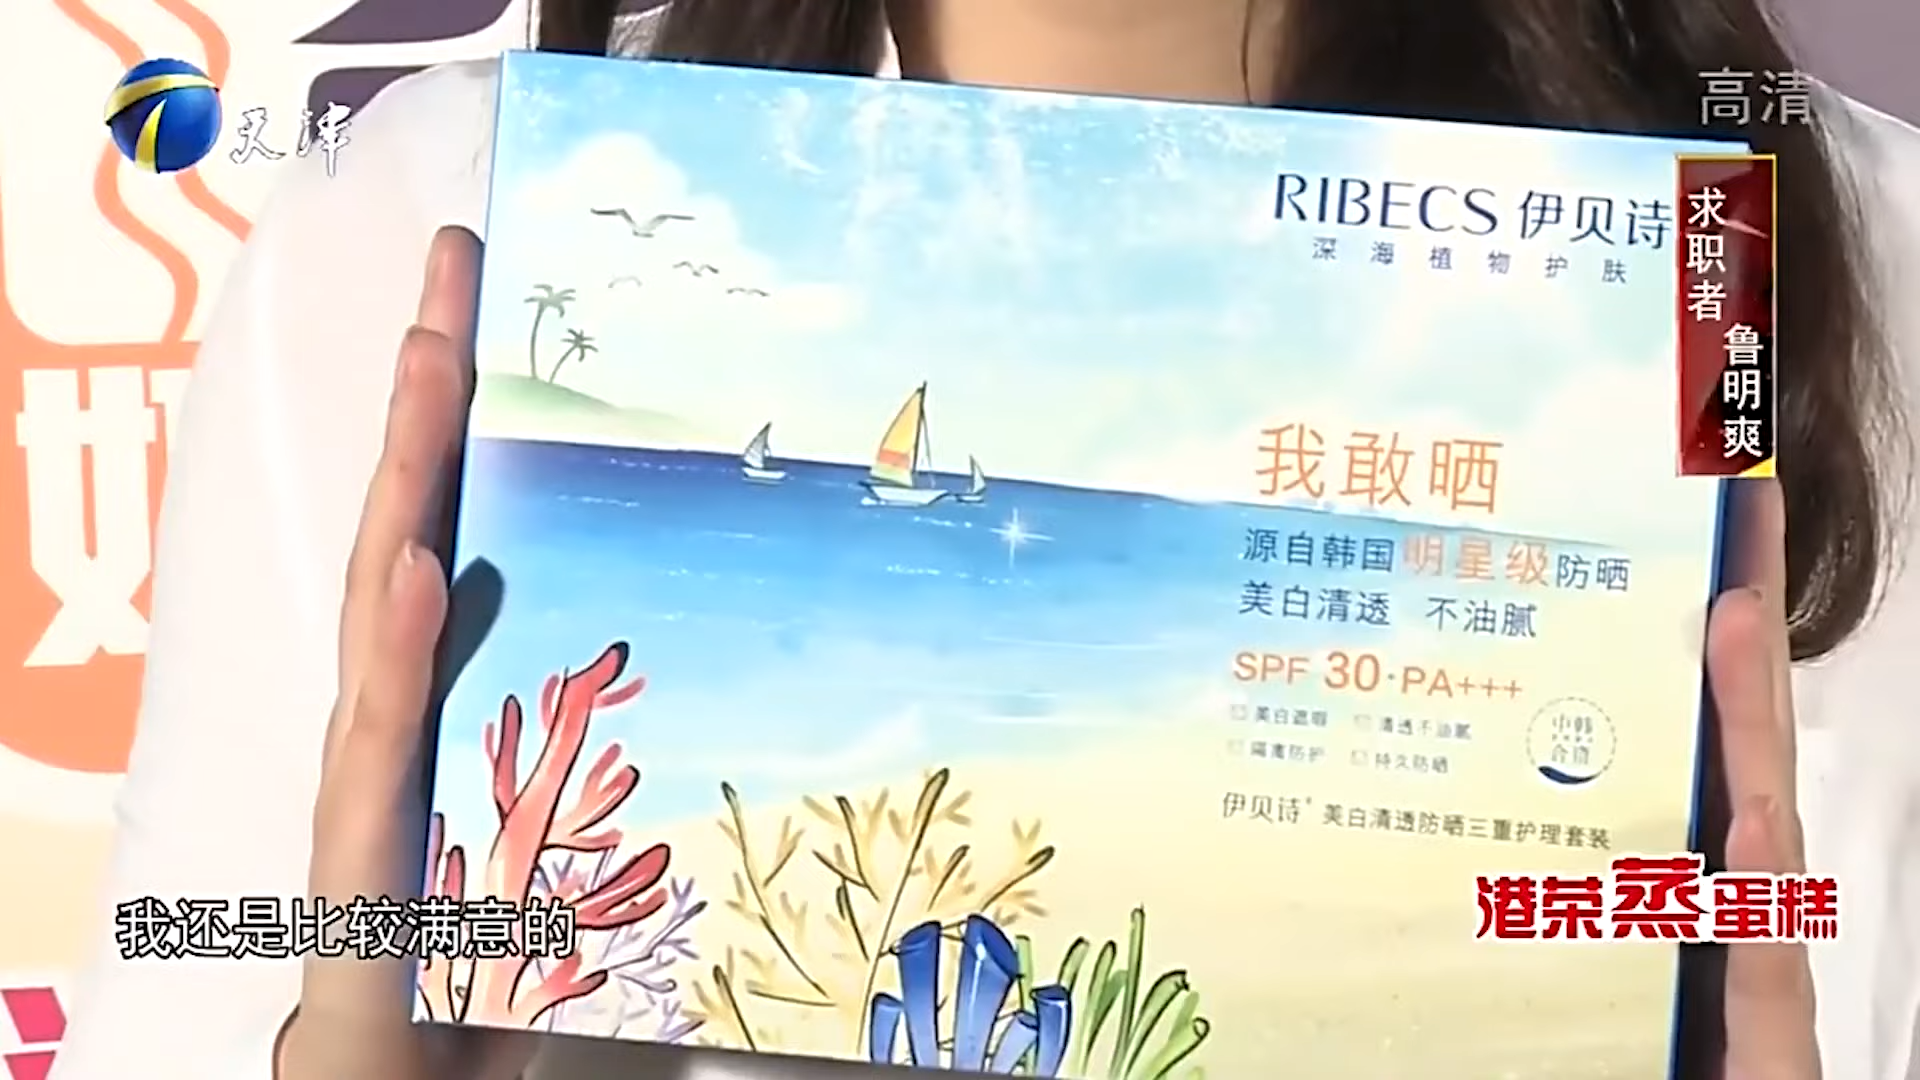 天津
高清
求职者
鲁明爽
RIBECS 伊贝诗
深海植物护肤
我敢晒
源自韩国明星级防晒
美白清透 不油腻
SPF 30·PA+++
美白遮瑕 清透不油腻
隔离防护 持久防晒
中韩
合资
伊贝诗® 美白清透防晒三重护理套装
我还是比较满意的
港荣蒸蛋糕